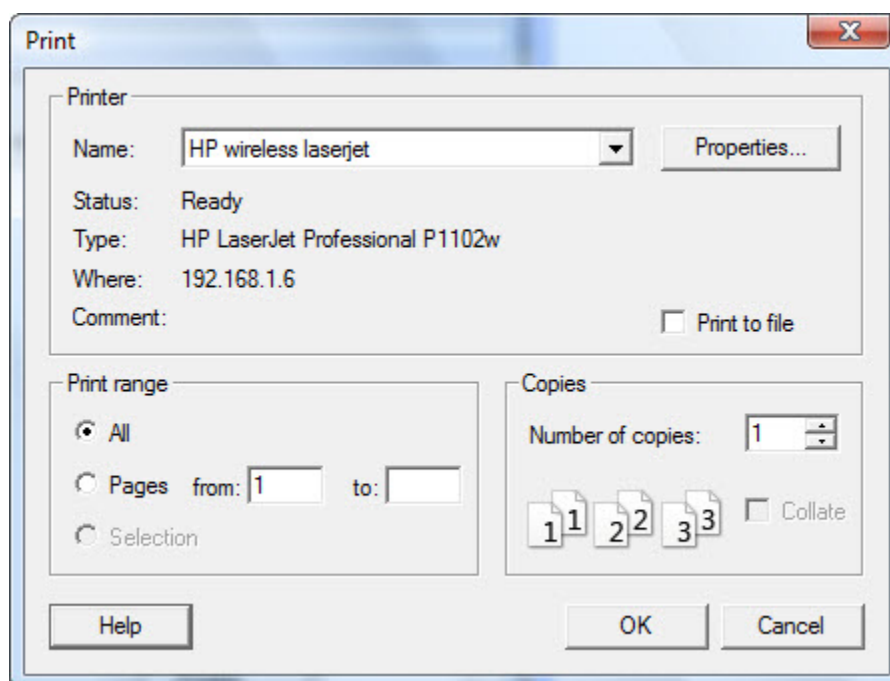 Print
Printer
Name: HP wireless laserjet Properties...
Status: Ready
Type: HP LaserJet Professional P1102w
Where: 192.168.1.6
Comment:
Print to file
Print range
All
Pages from: 1 to:
Selection
Copies
Number of copies: 1
1 1 2 2 3 3 Collate
Help OK Cancel